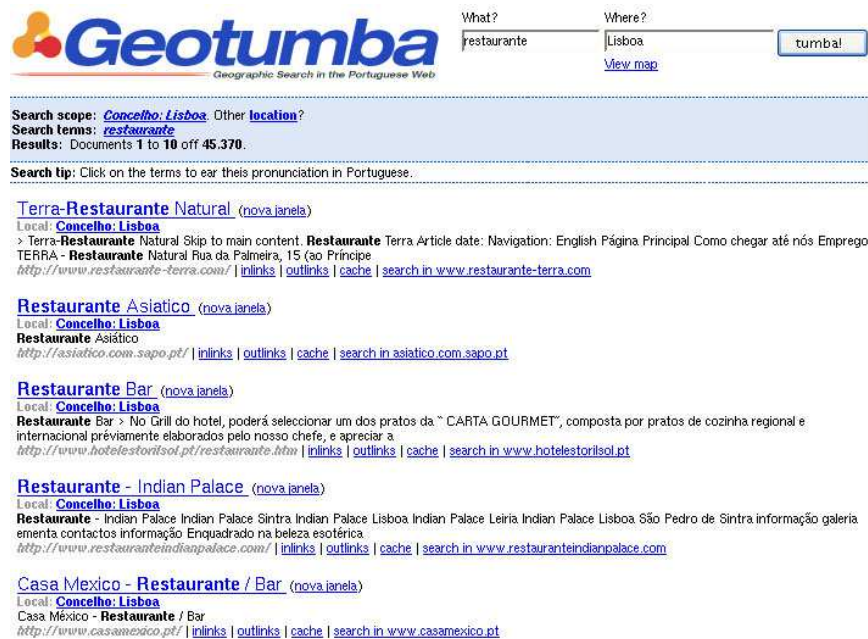 Geotumba
Geographic Search in the Portuguese Web
What?
Where?
restaurante
Lisboa
tumba!
View map
Search scope: Concelho: Lisboa. Other location?
Search terms: restaurante
Results: Documents 1 to 10 off 45.370.
Search tip: Click on the terms to ear theis pronunciation in Portuguese.
Terra-Restaurante Natural (nova janela)
Local: Concelho: Lisboa
> Terra-Restaurante Natural Skip to main content. Restaurante Terra Article date: Navigation: English Página Principal Como chegar até nós Emprego
TERRA - Restaurante Natural Rua da Palmeira, 15 (ao Príncipe
http://www.restaurante-terra.com/ | inlinks | outlinks | cache | search in www.restaurante-terra.com
Restaurante Asiatico (nova janela)
Local: Concelho: Lisboa
Restaurante Asiático
http://asiatico.com.sapo.pt/ | inlinks | outlinks | cache | search in asiatico.com.sapo.pt
Restaurante Bar (nova janela)
Local: Concelho: Lisboa
Restaurante Bar > No Grill do hotel, poderá seleccionar um dos pratos da " CARTA GOURMET", composta por pratos de cozinha regional e
internacional préviamente elaborados pelo nosso chefe, e apreciar a
http://www.hotelestorilsol.pt/restaurante.htm | inlinks | outlinks | cache | search in www.hotelestorilsol.pt
Restaurante - Indian Palace (nova janela)
Local: Concelho: Lisboa
Restaurante - Indian Palace Indian Palace Sintra Indian Palace Lisboa Indian Palace Leiria Indian Palace Lisboa São Pedro de Sintra informação galeria
ementa contactos informação Enquadrado na beleza esotérica
http://www.restauranteindianpalace.com/ | inlinks | outlinks | cache | search in www.restauranteindianpalace.com
Casa Mexico - Restaurante / Bar (nova janela)
Local: Concelho: Lisboa
Casa México - Restaurante / Bar
http://www.casamexico.pt/ | inlinks | outlinks | cache | search in www.casamexico.pt